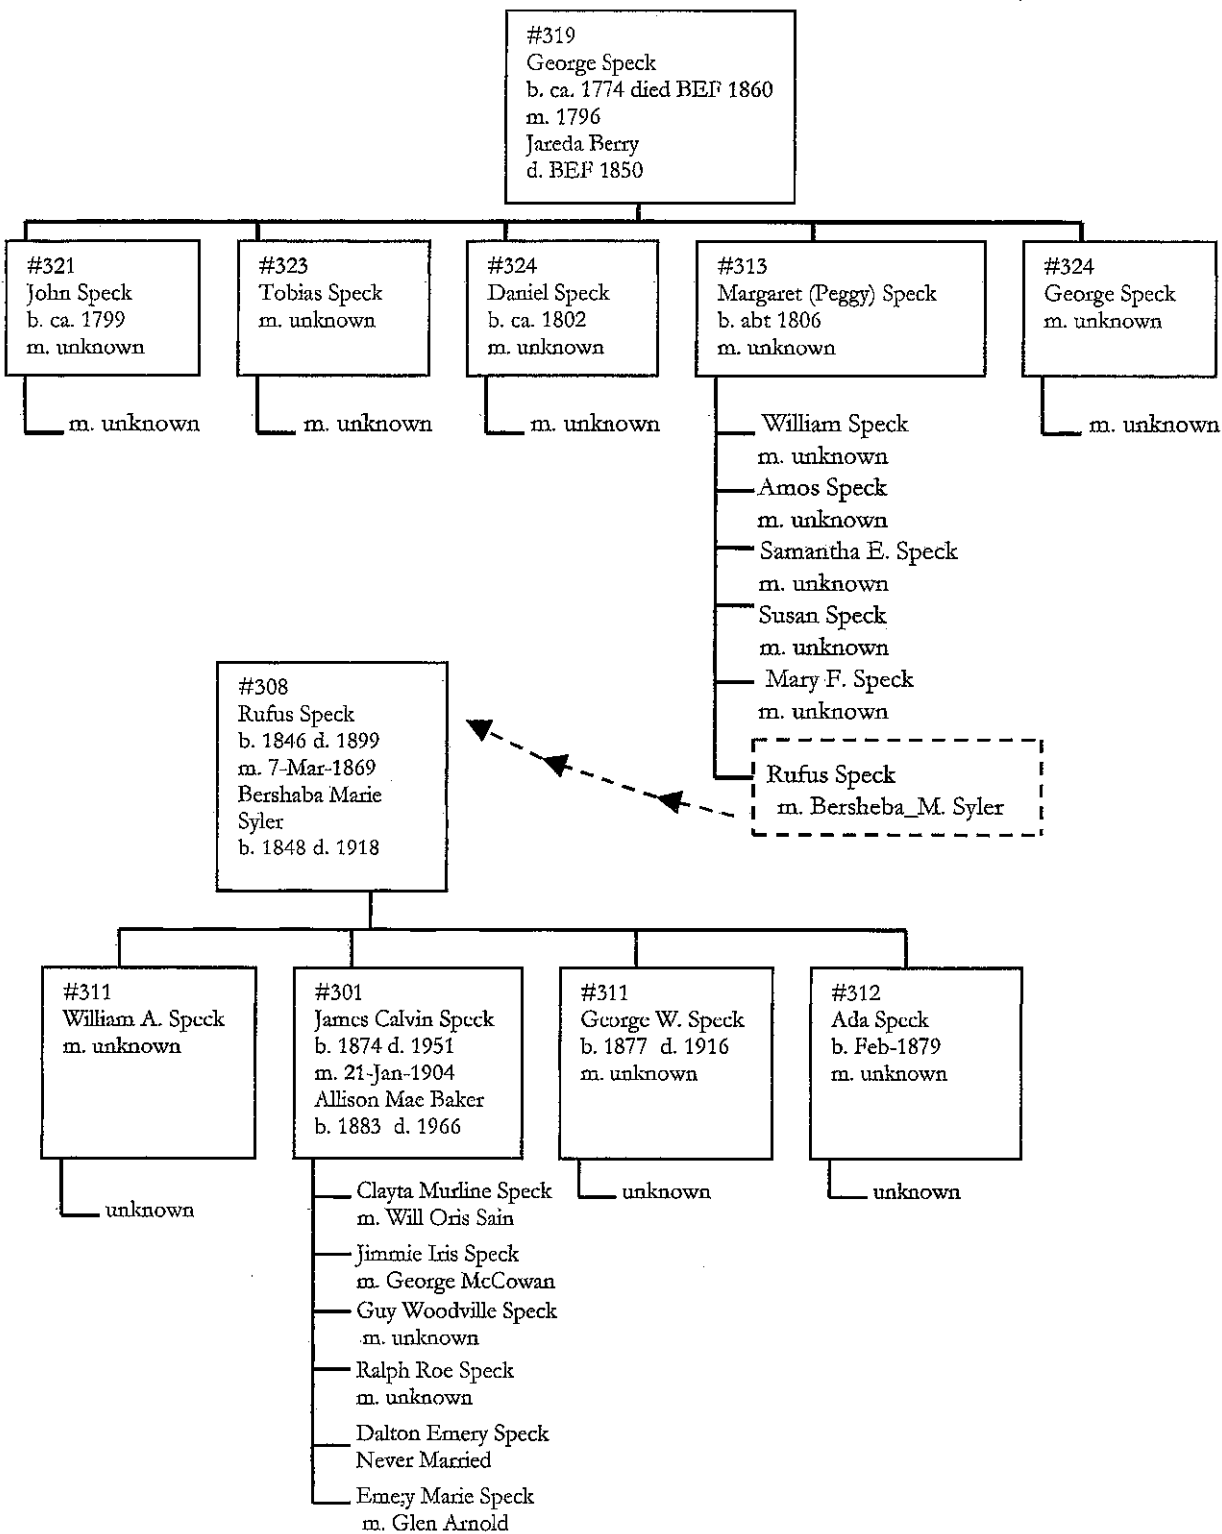 #319
George Speck
b. ca. 1774 died BEF 1860
m. 1796
Jareda Berry
d. BEF 1850
#321
John Speck
b. ca. 1799
m. unknown
m. unknown
#323
Tobias Speck
m. unknown
m. unknown
#324
Daniel Speck
b. ca. 1802
m. unknown
m. unknown
#313
Margaret (Peggy) Speck
b. abt 1806
m. unknown
William Speck
m. unknown
Amos Speck
m. unknown
Samantha E. Speck
m. unknown
Susan Speck
m. unknown
Mary F. Speck
m. unknown
Rufus Speck
m. Bersheba_M. Syler
#324
George Speck
m. unknown
m. unknown
#308
Rufus Speck
b. 1846 d. 1899
m. 7-Mar-1869
Bershaba Marie
Syler
b. 1848 d. 1918
#311
William A. Speck
m. unknown
unknown
#301
James Calvin Speck
b. 1874 d. 1951
m. 21-Jan-1904
Allison Mae Baker
b. 1883 d. 1966
Clayta Murline Speck
m. Will Oris Sain
Jimmie Iris Speck
m. George McCowan
Guy Woodville Speck
m. unknown
Ralph Roe Speck
m. unknown
Dalton Emery Speck
Never Married
Emery Marie Speck
m. Glen Arnold
#311
George W. Speck
b. 1877 d. 1916
m. unknown
unknown
#312
Ada Speck
b. Feb-1879
m. unknown
unknown